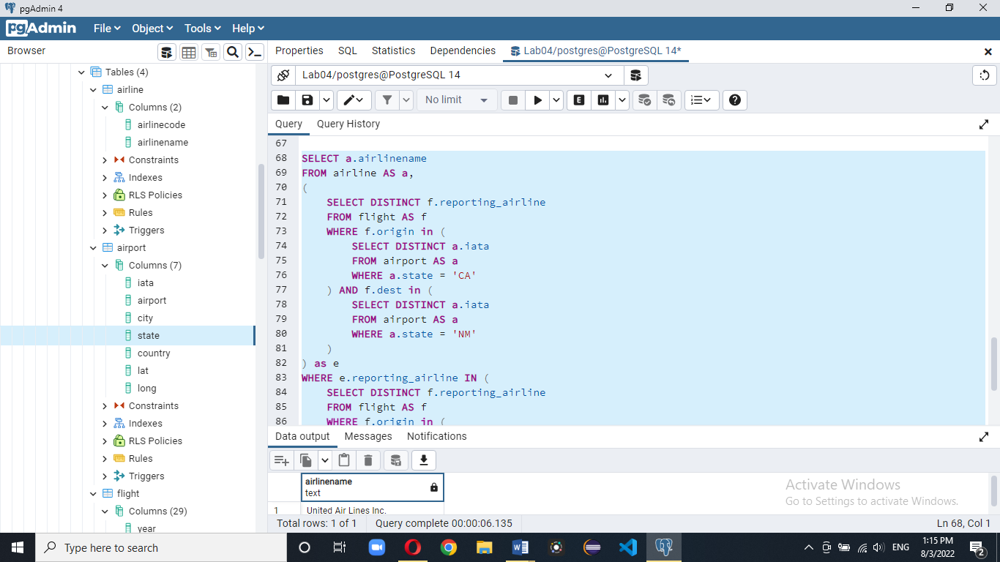 pgAdmin 4
pgAdmin
File Object Tools Help
Browser
Properties SQL Statistics Dependencies Lab04/postgres@PostgreSQL 14*
Lab04/postgres@PostgreSQL 14
No limit
E
Query Query History
Tables (4)
airline
Columns (2)
airlinecode
airlinename
Constraints
Indexes
RLS Policies
Rules
Triggers
airport
Columns (7)
iata
airport
city
state
country
lat
long
Constraints
Indexes
RLS Policies
Rules
Triggers
flight
Columns (29)
year
67
68 SELECT a.airlinename
69 FROM airline AS a,
70 (
71 SELECT DISTINCT f.reporting_airline
72 FROM flight AS f
73 WHERE f.origin in (
74 SELECT DISTINCT a.iata
75 FROM airport AS a
76 WHERE a.state = 'CA'
77 ) AND f.dest in (
78 SELECT DISTINCT a.iata
79 FROM airport AS a
80 WHERE a.state = 'NM'
81 )
82 ) as e
83 WHERE e.reporting_airline IN (
84 SELECT DISTINCT f.reporting_airline
85 FROM flight AS f
86 WHERE f.origin in (
Data output Messages Notifications
airlinename
text
1 United Air Lines Inc.
Activate Windows
Go to Settings to activate Windows.
Total rows: 1 of 1 Query complete 00:00:06.135 Ln 68, Col 1
Type here to search
ENG
1:15 PM
8/3/2022
2